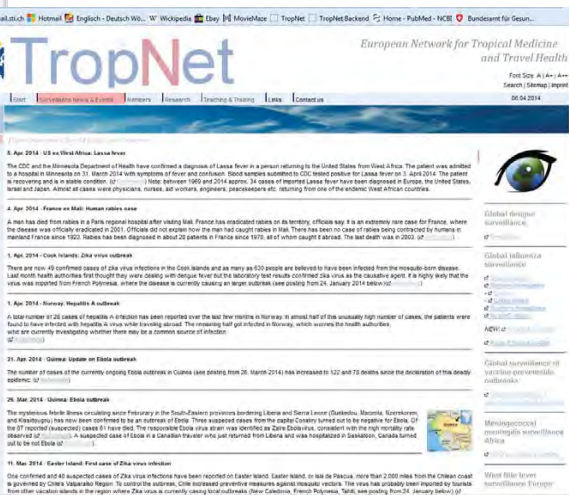 ail.sti.ch Hotmail Englisch - Deutsch Wö... W Wickipedia Ebay MovieMaze TropNet TropNet Backend Home - PubMed - NCBI Bundesamt für Gesun...
TropNet
European Network for Tropical Medicine
and Travel Health
Font Size A | A+ | A++
Search | Sitemap | Imprint
Start Surveillance News & Events Members Research Teaching & Training Links Contact us
06.04.2014
5. Apr. 2014 - US ex West Africa: Lassa fever
The CDC and the Minnesota Department of Health have confirmed a diagnosis of Lassa fever in a person returning to the United States from West Africa. The patient was admitted
to a hospital in Minnesota on 31. March 2014 with symptoms of fever and confusion. Blood samples submitted to CDC tested positive for Lassa fever on 3. April 2014. The patient
is recovering and is in stable condition. Note: between 1969 and 2014 approx. 34 cases of imported Lassa fever have been diagnosed in Europe, the United States,
Israel and Japan. Almost all cases were physicians, nurses, aid workers, engineers, peacekeepers etc. returning from one of the endemic West African countries.
4. Apr. 2014 - France ex Mali: Human rabies case
A man has died from rabies in a Paris regional hospital after visiting Mali. France has eradicated rabies on its territory, officials say. It is an extremely rare case for France, where
the disease was officially eradicated in 2001. Officials did not explain how the man had caught rabies in Mali. There has been no case of rabies being contracted by humans in
mainland France since 1923. Rabies has been diagnosed in about 20 patients in France since 1970, all of whom caught it abroad. The last death was in 2003.
1. Apr. 2014 - Cook Islands: Zika virus outbreak
There are now 49 confirmed cases of zika virus infections in the Cook Islands and as many as 630 people are believed to have been infected from the mosquito-born disease.
Last month health authorities first thought they were dealing with dengue fever but the laboratory test results confirmed zika virus as the causative agent. It is highly likely that the
virus was imported from French Polynesia, where the disease is currently causing an larger outbreak (see posting from 24. January 2014 below)
1. Apr. 2014 - Norway: Hepatitis A outbreak
A total number of 26 cases of hepatitis A infection has been reported over the last few months in Norway. In almost half of this unusually high number of cases, the patients were
found to have infected with hepatitis A virus while traveling abroad. The remaining half got infected in Norway, which worries the health authorities,
who are currently investigating whether there may be a common source of infection.
31. Apr. 2014 - Guinea: Update on Ebola outbreak
The number of cases of the currently ongoing Ebola outbreak in Guinea (see posting from 26. March 2014) has increased to 122 and 78 deaths since the declaration of this deadly
epidemic.
26. Mar. 2014 - Guinea: Ebola outbreak
The mysterious febrile illness circulating since Februrary in the South-Eastern provinces bordering Liberia and Sierra Leone (Guekedou, Macenta, Nzerekorem,
and Kissidougou) has now been confirmed to be an outbreak of Ebola. Three suspected cases from the capital Conakry turned out to be negative for Ebola. Of
the 87 reported (suspected) cases 61 have died. The responsible Ebola virus strain was identified as Zaire Ebolavirus, consistent with the high mortality rate
observed. A suspected case of Ebola in a Canadian traveler who just returned from Liberia and was hospitalized in Saskatoon, Canada turned
out to be not Ebola
11. Mar. 2014 - Easter Island: First case of Zika virus infection
One confirmed and 40 suspected cases of Zika virus infections have been reported on Easter Island. Easter Island, or Isla de Pascua, more than 2,000 miles from the Chilean coast
is governed by Chile's Valparaiso Region. To control the outbreak, Chile increased preventive measures against mosquito vectors. The virus has probably been imported by tourists
from other vacation islands in the region where Zika virus is currently casing local outbreaks (New Caledonia, French Polynesia, Tahiti, see posting from 24. January below)
Global dengue
surveillance
Global influenza
surveillance
NEW:
Global surveillance of
vaccine-preventable
outbreaks
Meningococcal
meningitis surveillance
Africa
West Nile fever
surveillance Europe